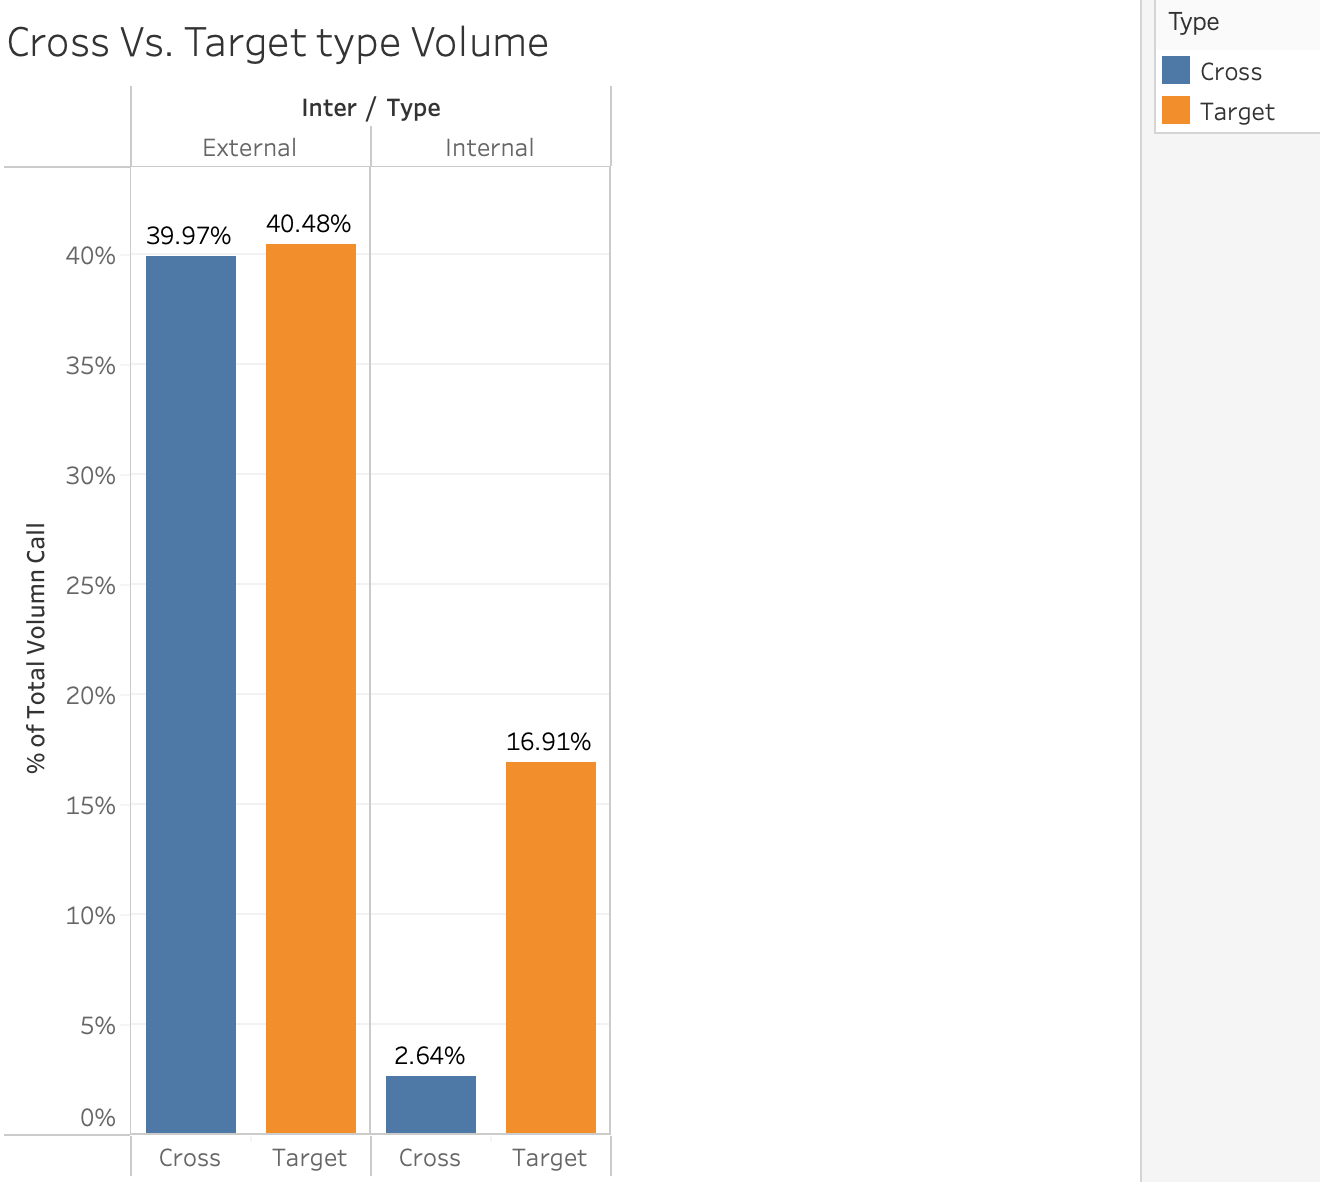 Cross Vs. Target type Volume
Inter / Type
External
Internal
39.97%
40.48%
2.64%
16.91%
40%
35%
30%
25%
20%
15%
10%
5%
0%
% of Total Volumn Call
Cross
Target
Cross
Target
Type
Cross
Target